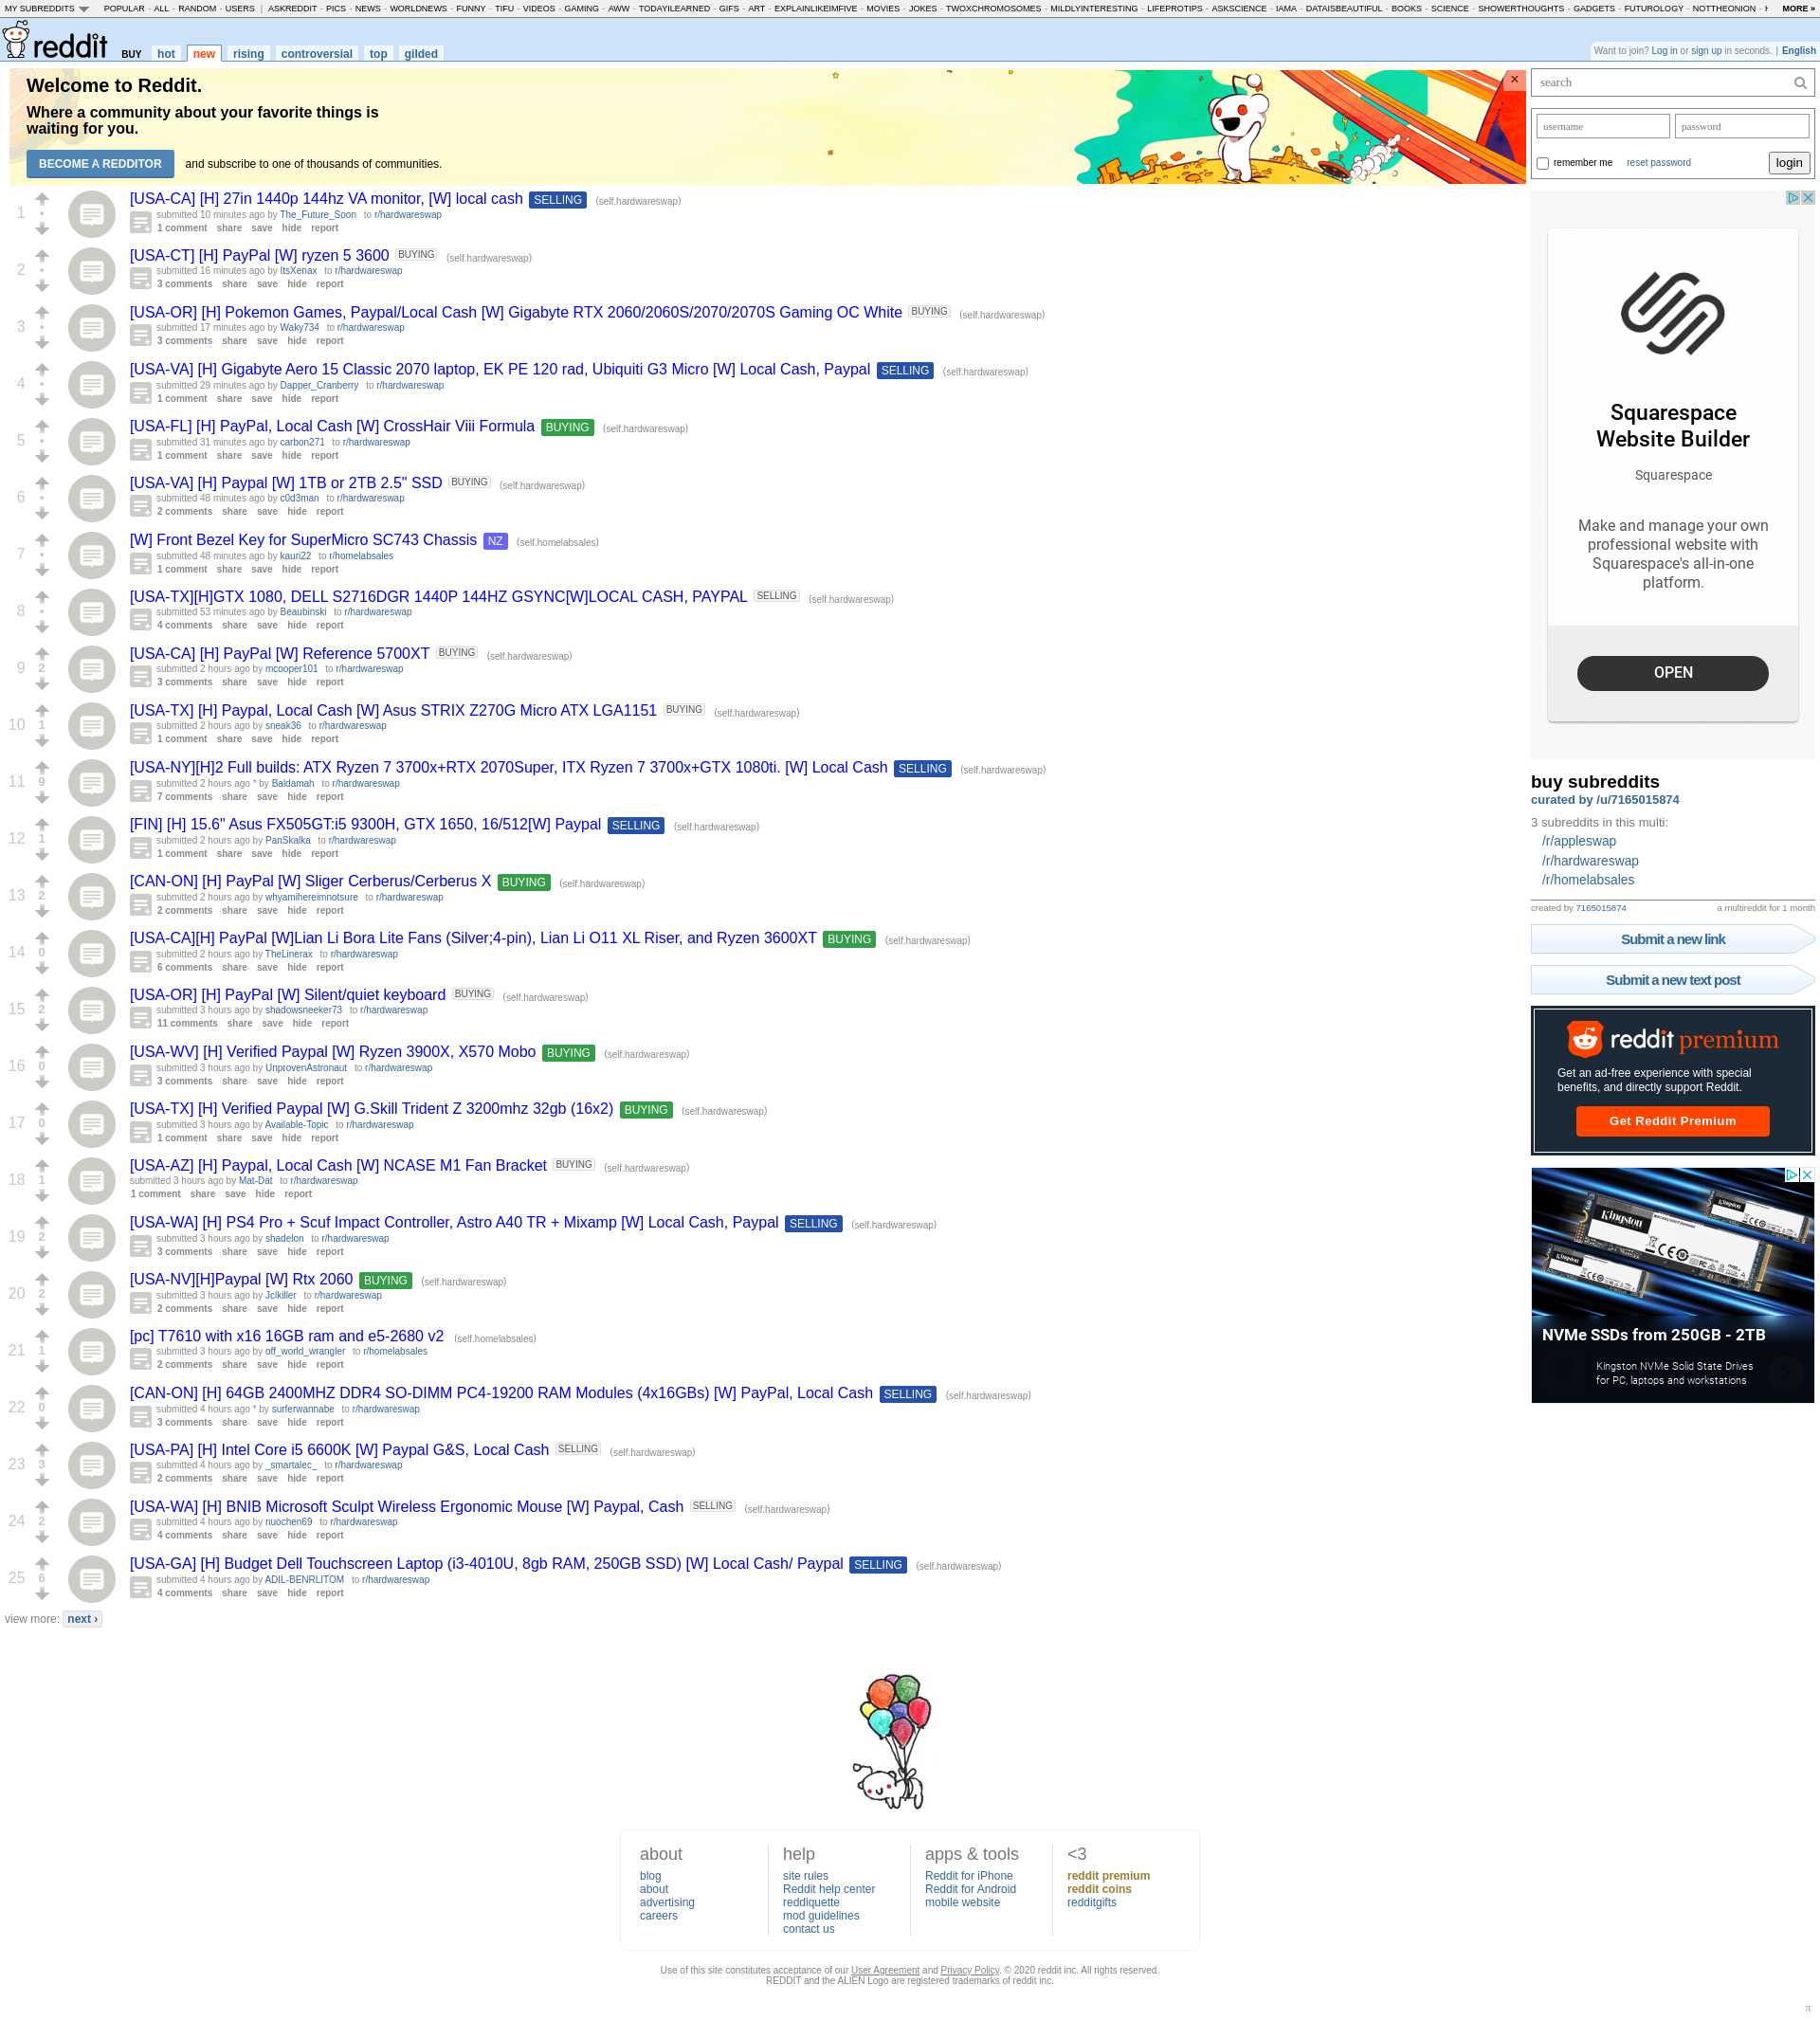 MY SUBREDDITS POPULAR - ALL - RANDOM - USERS | ASKREDDIT - PICS - NEWS - WORLDNEWS - FUNNY - TIFU - VIDEOS - GAMING - AWW - TODAYILEARNED - GIFS - ART - EXPLAINLIKEIMFIVE - MOVIES - JOKES - TWOXCHROMOSOMES - MILDLYINTERESTING - LIFEPROTIPS - ASKSCIENCE - IAMA - DATAISBEAUTIFUL - BOOKS - SCIENCE - SHOWERTHOUGHTS - GADGETS - FUTUROLOGY - NOTTHEONION - MORE »
reddit BUY hot new rising controversial top gilded
Want to join? Log in or sign up in seconds. | English
Welcome to Reddit.
Where a community about your favorite things is
waiting for you.
BECOME A REDDITOR and subscribe to one of thousands of communities.
×
1 [USA-CA] [H] 27in 1440p 144hz VA monitor, [W] local cash SELLING (self.hardwareswap)
submitted 10 minutes ago by The_Future_Soon to r/hardwareswap
1 comment share save hide report
2 [USA-CT] [H] PayPal [W] ryzen 5 3600 BUYING (self.hardwareswap)
submitted 16 minutes ago by ItsXenax to r/hardwareswap
3 comments share save hide report
3 [USA-OR] [H] Pokemon Games, Paypal/Local Cash [W] Gigabyte RTX 2060/2060S/2070/2070S Gaming OC White BUYING (self.hardwareswap)
submitted 17 minutes ago by Waky734 to r/hardwareswap
3 comments share save hide report
4 [USA-VA] [H] Gigabyte Aero 15 Classic 2070 laptop, EK PE 120 rad, Ubiquiti G3 Micro [W] Local Cash, Paypal SELLING (self.hardwareswap)
submitted 29 minutes ago by Dapper_Cranberry to r/hardwareswap
1 comment share save hide report
5 [USA-FL] [H] PayPal, Local Cash [W] CrossHair Viii Formula BUYING (self.hardwareswap)
submitted 31 minutes ago by carbon271 to r/hardwareswap
1 comment share save hide report
6 [USA-VA] [H] Paypal [W] 1TB or 2TB 2.5" SSD BUYING (self.hardwareswap)
submitted 48 minutes ago by c0d3man to r/hardwareswap
2 comments share save hide report
7 [W] Front Bezel Key for SuperMicro SC743 Chassis NZ (self.homelabsales)
submitted 48 minutes ago by kauri22 to r/homelabsales
1 comment share save hide report
8 [USA-TX][H]GTX 1080, DELL S2716DGR 1440P 144HZ GSYNC[W]LOCAL CASH, PAYPAL SELLING (self.hardwareswap)
submitted 53 minutes ago by Beaubinski to r/hardwareswap
4 comments share save hide report
9 2 [USA-CA] [H] PayPal [W] Reference 5700XT BUYING (self.hardwareswap)
submitted 2 hours ago by mcooper101 to r/hardwareswap
3 comments share save hide report
10 1 [USA-TX] [H] Paypal, Local Cash [W] Asus STRIX Z270G Micro ATX LGA1151 BUYING (self.hardwareswap)
submitted 2 hours ago by sneak36 to r/hardwareswap
1 comment share save hide report
11 9 [USA-NY][H]2 Full builds: ATX Ryzen 7 3700x+RTX 2070Super, ITX Ryzen 7 3700x+GTX 1080ti. [W] Local Cash SELLING (self.hardwareswap)
submitted 2 hours ago * by Baldamah to r/hardwareswap
7 comments share save hide report
12 1 [FIN] [H] 15.6" Asus FX505GT:i5 9300H, GTX 1650, 16/512[W] Paypal SELLING (self.hardwareswap)
submitted 2 hours ago by PanSkalka to r/hardwareswap
1 comment share save hide report
13 2 [CAN-ON] [H] PayPal [W] Sliger Cerberus/Cerberus X BUYING (self.hardwareswap)
submitted 2 hours ago by whyamihereimnotsure to r/hardwareswap
2 comments share save hide report
14 0 [USA-CA][H] PayPal [W]Lian Li Bora Lite Fans (Silver;4-pin), Lian Li O11 XL Riser, and Ryzen 3600XT BUYING (self.hardwareswap)
submitted 2 hours ago by TheLinerax to r/hardwareswap
6 comments share save hide report
15 2 [USA-OR] [H] PayPal [W] Silent/quiet keyboard BUYING (self.hardwareswap)
submitted 3 hours ago by shadowsneeker73 to r/hardwareswap
11 comments share save hide report
16 0 [USA-WV] [H] Verified Paypal [W] Ryzen 3900X, X570 Mobo BUYING (self.hardwareswap)
submitted 3 hours ago by UnprovenAstronaut to r/hardwareswap
3 comments share save hide report
17 0 [USA-TX] [H] Verified Paypal [W] G.Skill Trident Z 3200mhz 32gb (16x2) BUYING (self.hardwareswap)
submitted 3 hours ago by Available-Topic to r/hardwareswap
1 comment share save hide report
18 1 [USA-AZ] [H] Paypal, Local Cash [W] NCASE M1 Fan Bracket BUYING (self.hardwareswap)
submitted 3 hours ago by Mat-Dat to r/hardwareswap
1 comment share save hide report
19 2 [USA-WA] [H] PS4 Pro + Scuf Impact Controller, Astro A40 TR + Mixamp [W] Local Cash, Paypal SELLING (self.hardwareswap)
submitted 3 hours ago by shadelon to r/hardwareswap
3 comments share save hide report
20 2 [USA-NV][H]Paypal [W] Rtx 2060 BUYING (self.hardwareswap)
submitted 3 hours ago by Jclkiller to r/hardwareswap
2 comments share save hide report
21 1 [pc] T7610 with x16 16GB ram and e5-2680 v2 (self.homelabsales)
submitted 3 hours ago by off_world_wrangler to r/homelabsales
2 comments share save hide report
22 0 [CAN-ON] [H] 64GB 2400MHZ DDR4 SO-DIMM PC4-19200 RAM Modules (4x16GBs) [W] PayPal, Local Cash SELLING (self.hardwareswap)
submitted 4 hours ago * by surferwannabe to r/hardwareswap
3 comments share save hide report
23 3 [USA-PA] [H] Intel Core i5 6600K [W] Paypal G&S, Local Cash SELLING (self.hardwareswap)
submitted 4 hours ago by _smartalec_ to r/hardwareswap
2 comments share save hide report
24 2 [USA-WA] [H] BNIB Microsoft Sculpt Wireless Ergonomic Mouse [W] Paypal, Cash SELLING (self.hardwareswap)
submitted 4 hours ago by nuochen69 to r/hardwareswap
4 comments share save hide report
25 6 [USA-GA] [H] Budget Dell Touchscreen Laptop (i3-4010U, 8gb RAM, 250GB SSD) [W] Local Cash/ Paypal SELLING (self.hardwareswap)
submitted 4 hours ago by ADIL-BENRLITOM to r/hardwareswap
4 comments share save hide report
view more: next ›
search
username password
remember me reset password login
Squarespace
Website Builder
Squarespace
Make and manage your own
professional website with
Squarespace's all-in-one
platform.
OPEN
buy subreddits
curated by /u/7165015874
3 subreddits in this multi:
/r/appleswap
/r/hardwareswap
/r/homelabsales
created by 7165015874 a multireddit for 1 month
Submit a new link
Submit a new text post
reddit premium
Get an ad-free experience with special
benefits, and directly support Reddit.
Get Reddit Premium
Kingston
Kingston
Kingston
NVMe SSDs from 250GB - 2TB
Kingston NVMe Solid State Drives
for PC, laptops and workstations
about
blog
about
advertising
careers
help
site rules
Reddit help center
reddiquette
mod guidelines
contact us
apps & tools
Reddit for iPhone
Reddit for Android
mobile website
<3
reddit premium
reddit coins
redditgifts
Use of this site constitutes acceptance of our User Agreement and Privacy Policy. © 2020 reddit inc. All rights reserved.
REDDIT and the ALIEN Logo are registered trademarks of reddit inc.
π